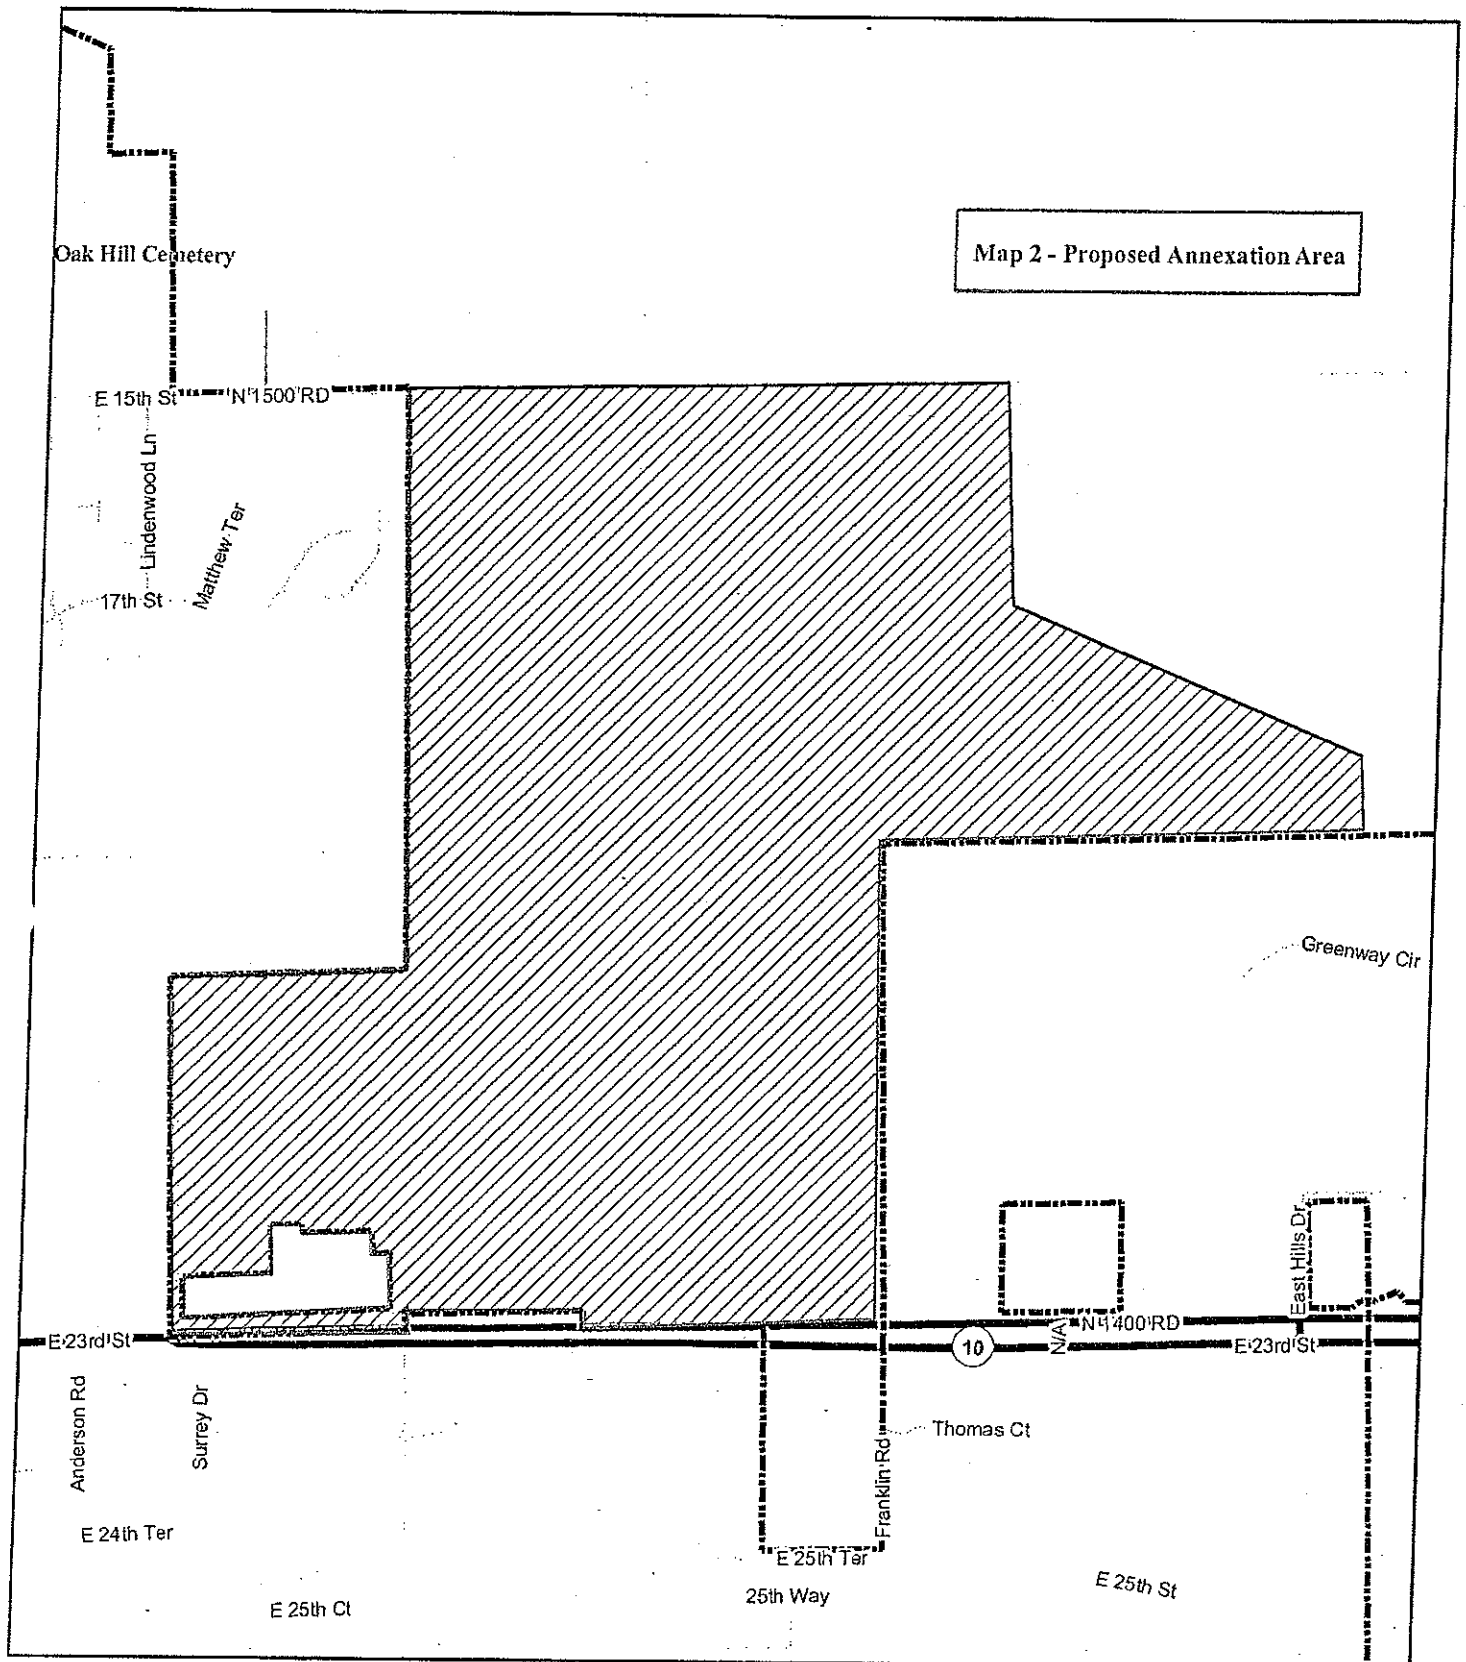 Oak Hill Cemetery
Map 2 - Proposed Annexation Area
E 15th St
N 1500 RD
Lindenwood Ln
Matthew Ter
17th St
Greenway Cir
East Hills Dr
E 23rd St
N 1400 RD
N/A
10
E 23rd St
Anderson Rd
Surrey Dr
Thomas Ct
Franklin Rd
E 24th Ter
E 25th Ter
E 25th Ct
25th Way
E 25th St